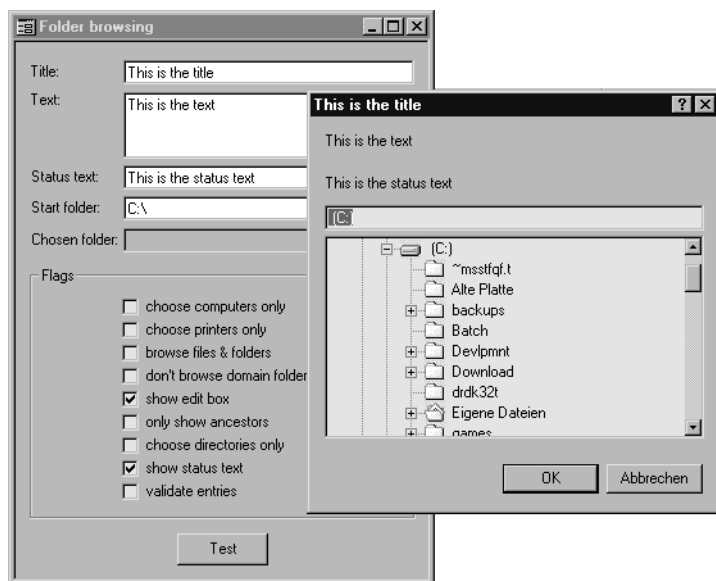 Folder browsing
Title:
This is the title
Text:
This is the text
Status text:
This is the status text
Start folder:
C:\
Chosen folder:
Flags
choose computers only
choose printers only
browse files & folders
don't browse domain folder
show edit box
only show ancestors
choose directories only
show status text
validate entries
Test
This is the title
This is the text
This is the status text
(C:)
(C:)
~msstfqf.t
Alte Platte
backups
Batch
Devlpmnt
Download
drdk32t
Eigene Dateien
games
OK
Abbrechen